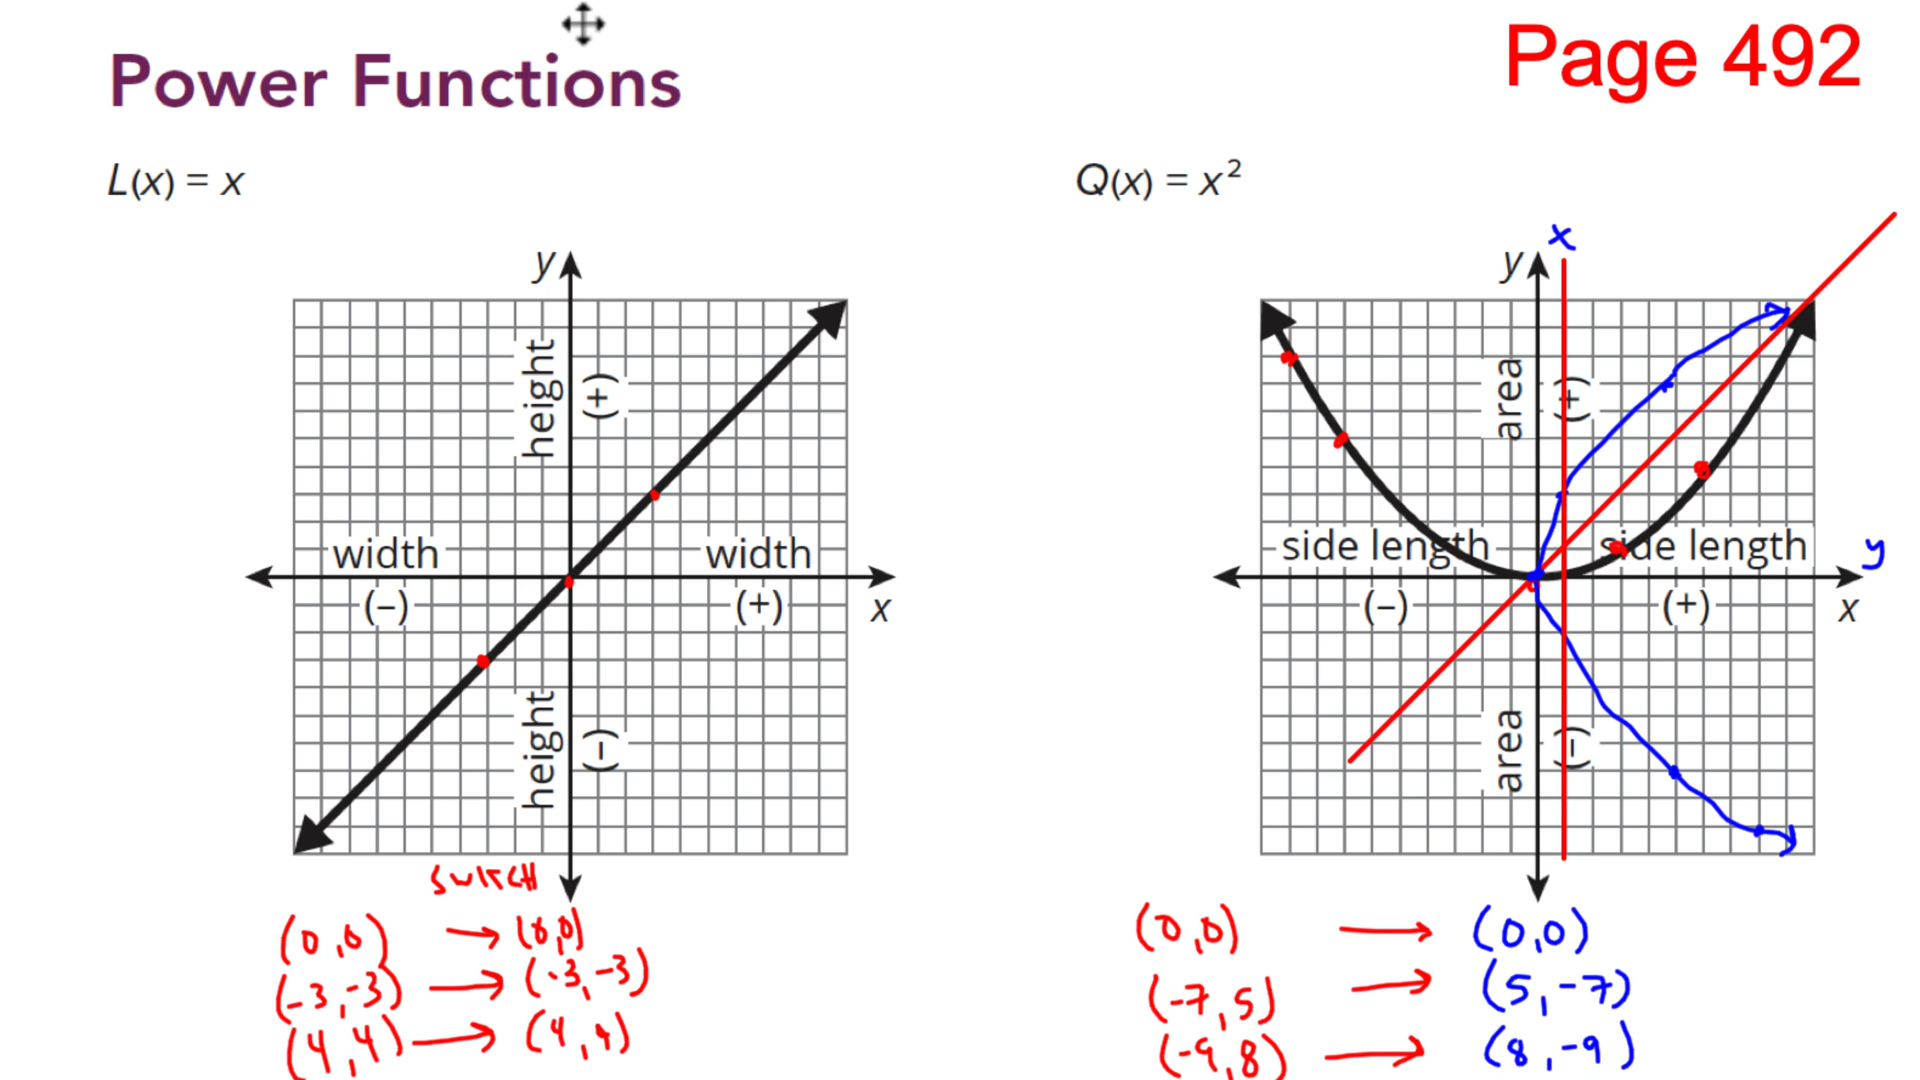 Power Functions
Page 492
L(x) = x
Q(x) = x²
x
y
y
height
(+)
area
(+)
width
width
side length
side length
y
(–)
(+)
x
(–)
(+)
x
height
(–)
area
(–)
SWITCH
(0,0) → (0,0)
(-3,-3) → (-3,-3)
(4,4) → (4,4)
(0,0) → (0,0)
(-7,5) → (5,-7)
(-9,8) → (8,-9)